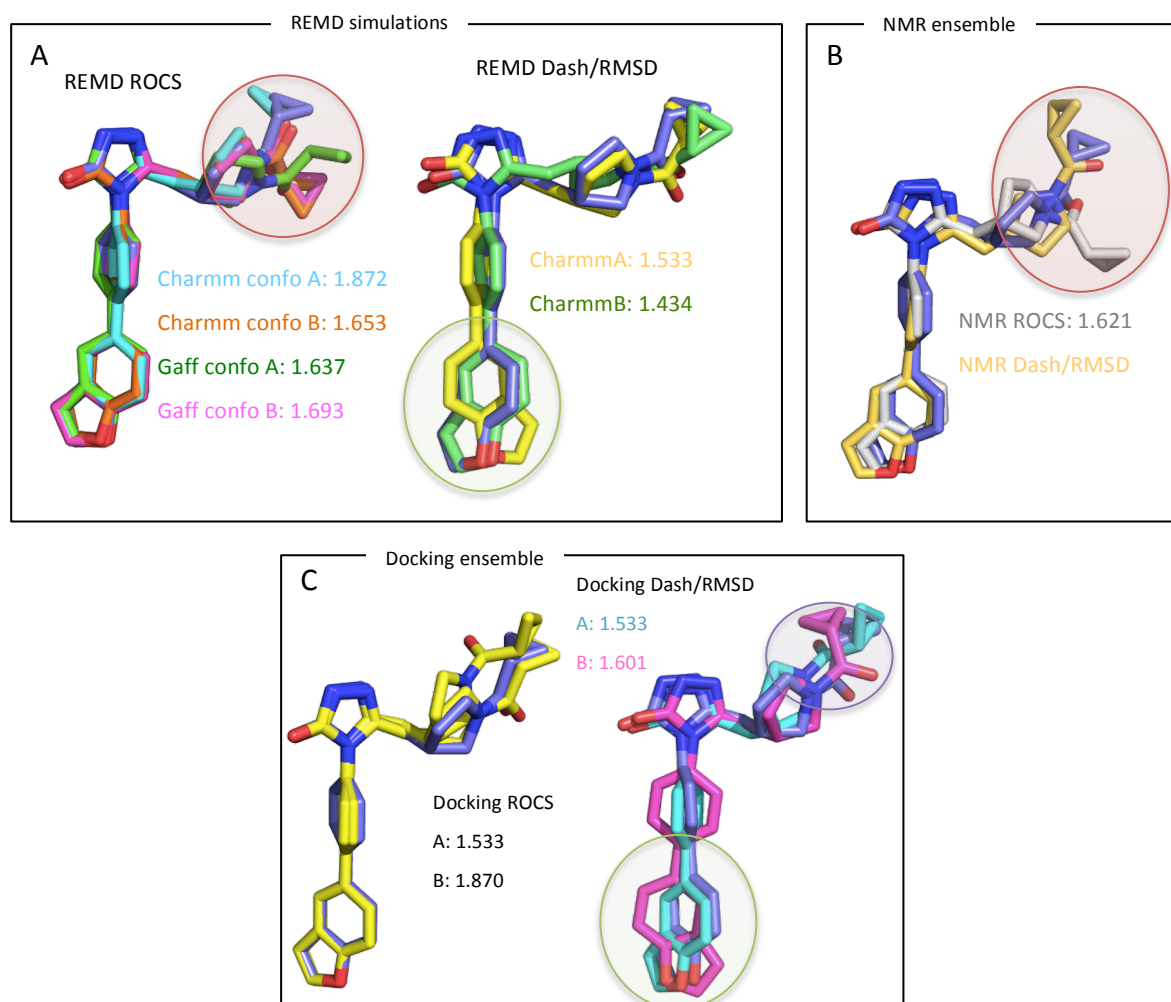 REMD simulations
A
REMD ROCS
REMD Dash/RMSD
Charmm confo A: 1.872
Charmm confo B: 1.653
Gaff confo A: 1.637
Gaff confo B: 1.693
CharmmA: 1.533
CharmmB: 1.434
NMR ensemble
B
NMR ROCS: 1.621
NMR Dash/RMSD
Docking ensemble
C
Docking Dash/RMSD
A: 1.533
B: 1.601
Docking ROCS
A: 1.533
B: 1.870